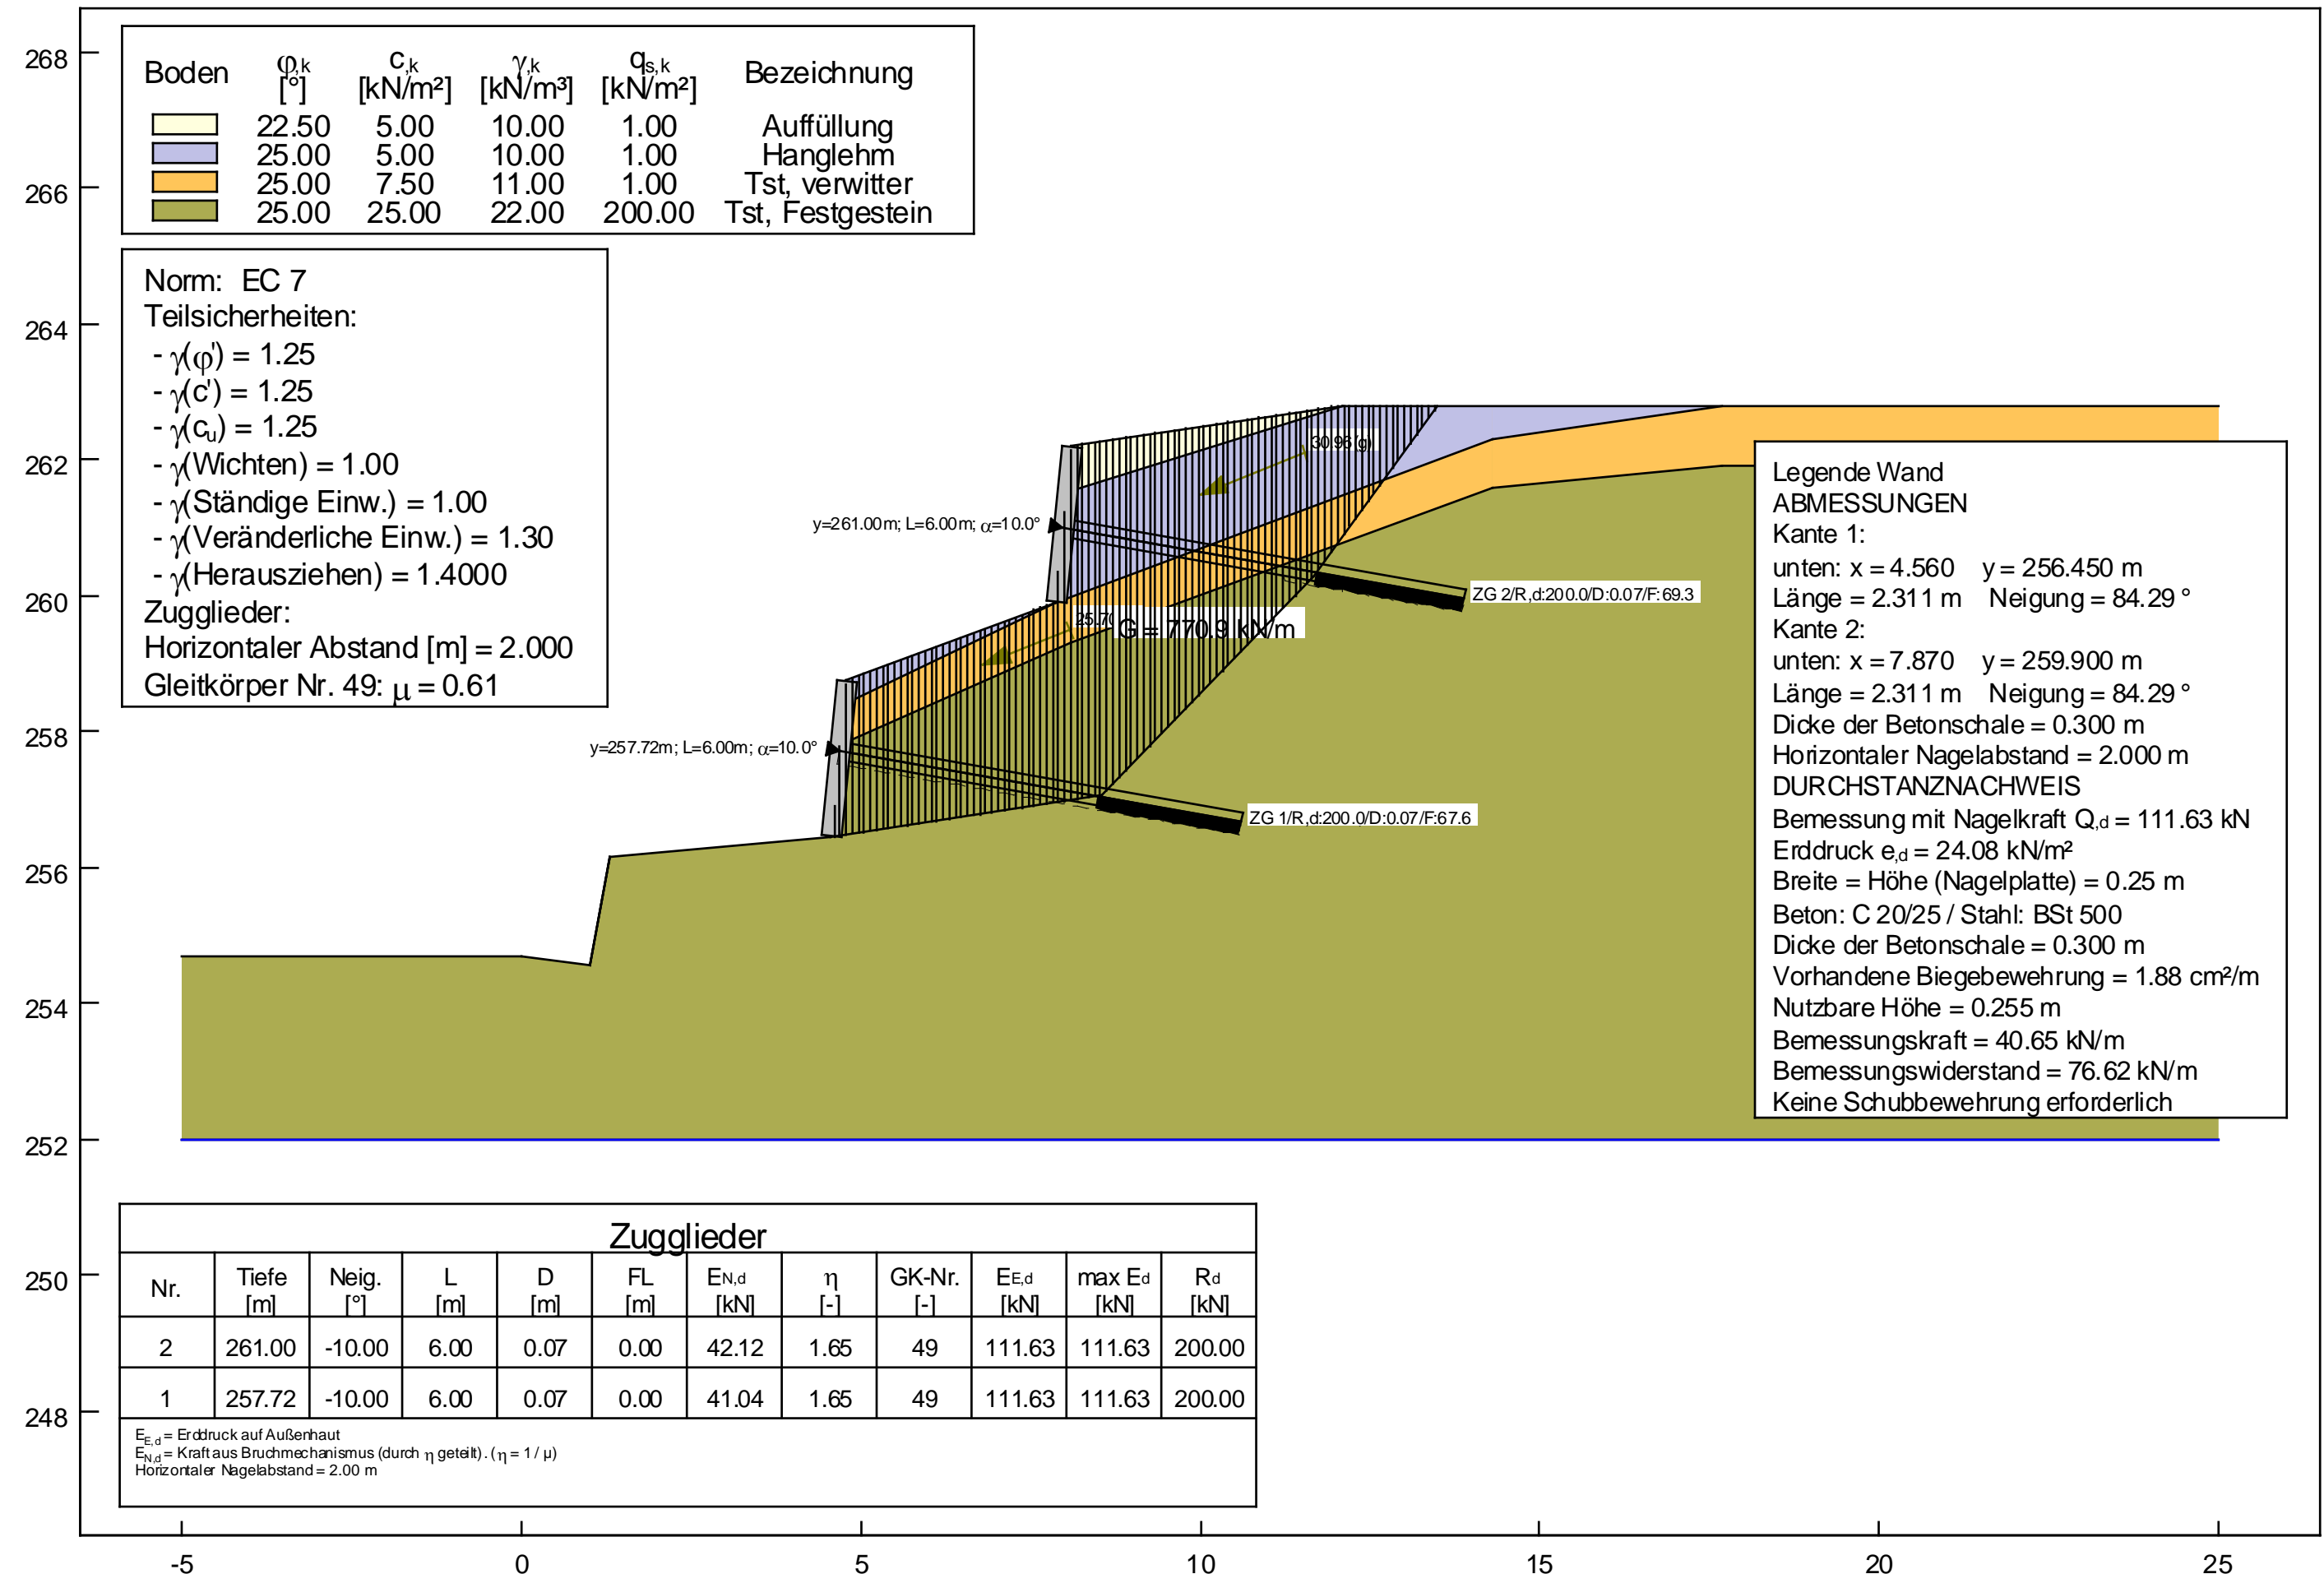 268
266
264
262
260
258
256
254
252
250
248
Boden φ,k [°] c,k [kN/m²] γ,k [kN/m³] qs,k [kN/m²] Bezeichnung
22.50 5.00 10.00 1.00 Auffüllung
25.00 5.00 10.00 1.00 Hanglehm
25.00 7.50 11.00 1.00 Tst, verwitter
25.00 25.00 22.00 200.00 Tst, Festgestein
Norm: EC 7
Teilsicherheiten:
- γ(φ') = 1.25
- γ(c') = 1.25
- γ(cu) = 1.25
- γ(Wichten) = 1.00
- γ(Ständige Einw.) = 1.00
- γ(Veränderliche Einw.) = 1.30
- γ(Herausziehen) = 1.4000
Zugglieder:
Horizontaler Abstand [m] = 2.000
Gleitkörper Nr. 49: μ = 0.61
30.96 (g)
y=261.00m; L=6.00m; α=10.0°
ZG 2/R,d:200.0/D:0.07/F:69.3
25.70
G = 770.9 kN/m
y=257.72m; L=6.00m; α=10.0°
ZG 1/R,d:200.0/D:0.07/F:67.6
Legende Wand
ABMESSUNGEN
Kante 1:
unten: x = 4.560 y = 256.450 m
Länge = 2.311 m Neigung = 84.29 °
Kante 2:
unten: x = 7.870 y = 259.900 m
Länge = 2.311 m Neigung = 84.29 °
Dicke der Betonschale = 0.300 m
Horizontaler Nagelabstand = 2.000 m
DURCHSTANZNACHWEIS
Bemessung mit Nagelkraft Q,d = 111.63 kN
Erddruck e,d = 24.08 kN/m²
Breite = Höhe (Nagelplatte) = 0.25 m
Beton: C 20/25 / Stahl: BSt 500
Dicke der Betonschale = 0.300 m
Vorhandene Biegebewehrung = 1.88 cm²/m
Nutzbare Höhe = 0.255 m
Bemessungskraft = 40.65 kN/m
Bemessungswiderstand = 76.62 kN/m
Keine Schubbewehrung erforderlich
Zugglieder
Nr. Tiefe [m] Neig. [°] L [m] D [m] FL [m] EN,d [kN] η [-] GK-Nr. [-] EE,d [kN] max Ed [kN] Rd [kN]
2 261.00 -10.00 6.00 0.07 0.00 42.12 1.65 49 111.63 111.63 200.00
1 257.72 -10.00 6.00 0.07 0.00 41.04 1.65 49 111.63 111.63 200.00
EE,d = Erddruck auf Außenhaut
EN,d = Kraft aus Bruchmechanismus (durch η geteilt). (η = 1 / μ)
Horizontaler Nagelabstand = 2.00 m
-5 0 5 10 15 20 25